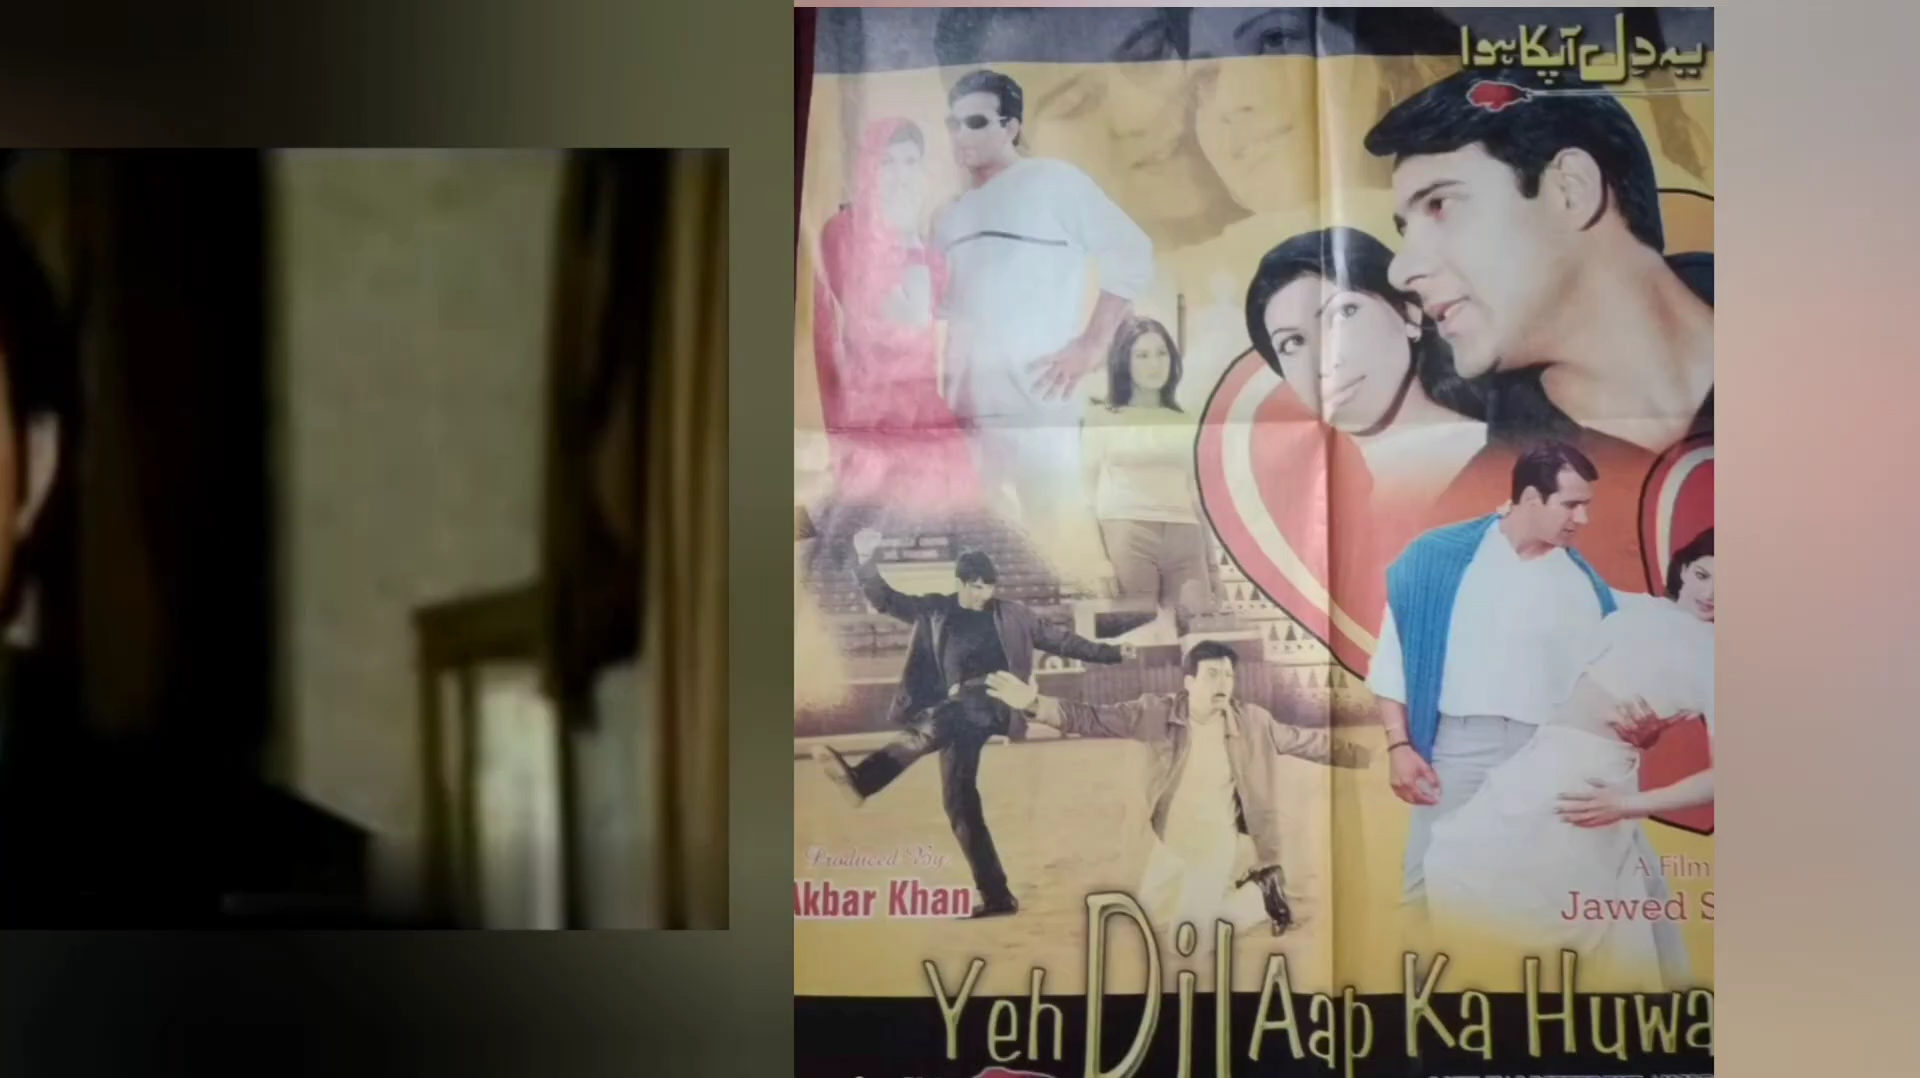 یہ دل آپکا ہوا
Produced By
Akbar Khan
A Film
Jawed S
Yeh Dil Aap Ka Huwa